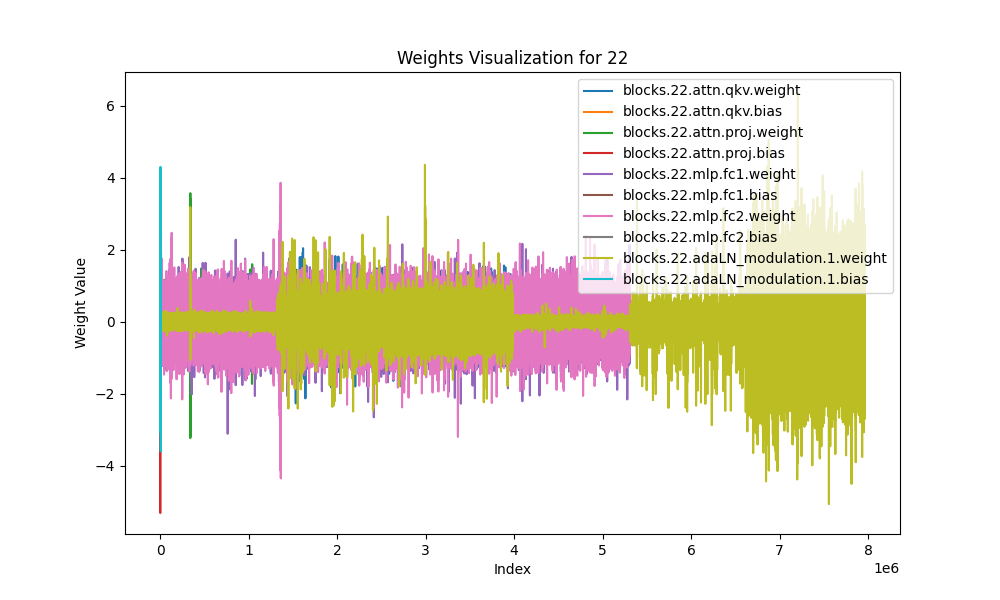 Weights Visualization for 22
blocks.22.attn.qkv.weight
blocks.22.attn.qkv.bias
blocks.22.attn.proj.weight
blocks.22.attn.proj.bias
blocks.22.mlp.fc1.weight
blocks.22.mlp.fc1.bias
blocks.22.mlp.fc2.weight
blocks.22.mlp.fc2.bias
blocks.22.adaLN_modulation.1.weight
blocks.22.adaLN_modulation.1.bias
Weight Value
6
4
2
0
−2
−4
0 1 2 3 4 5 6 7 8
1e6
Index